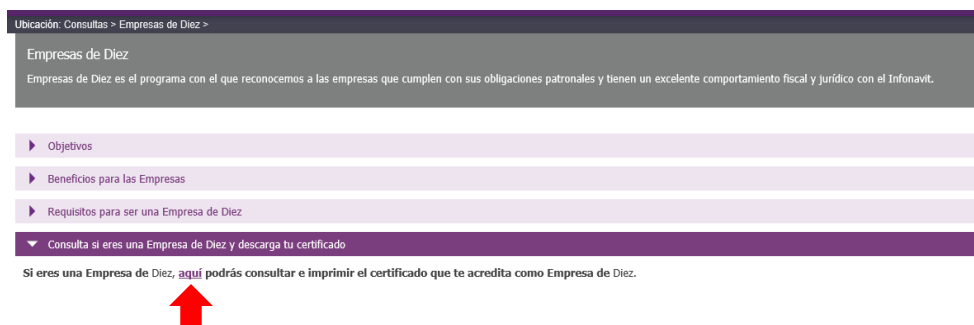 Ubicación: Consultas > Empresas de Diez >
Empresas de Diez
Empresas de Diez es el programa con el que reconocemos a las empresas que cumplen con sus obligaciones patronales y tienen un excelente comportamiento fiscal y jurídico con el Infonavit.
Objetivos
Beneficios para las Empresas
Requisitos para ser una Empresa de Diez
Consulta si eres una Empresa de Diez y descarga tu certificado
Si eres una Empresa de Diez, aquí podrás consultar e imprimir el certificado que te acredita como Empresa de Diez.